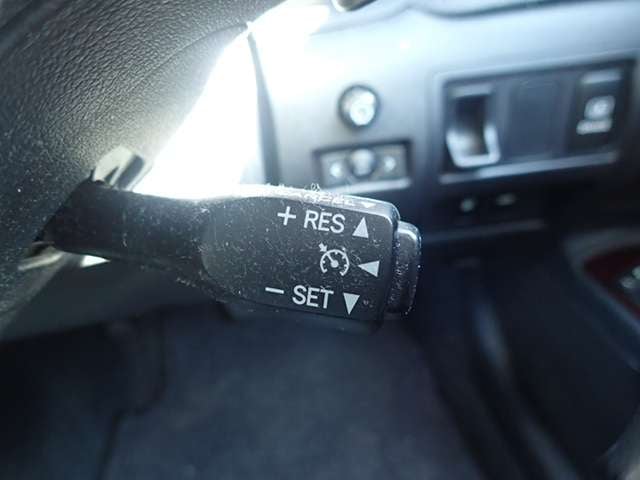 + RES ▲
◀
− SET ▼